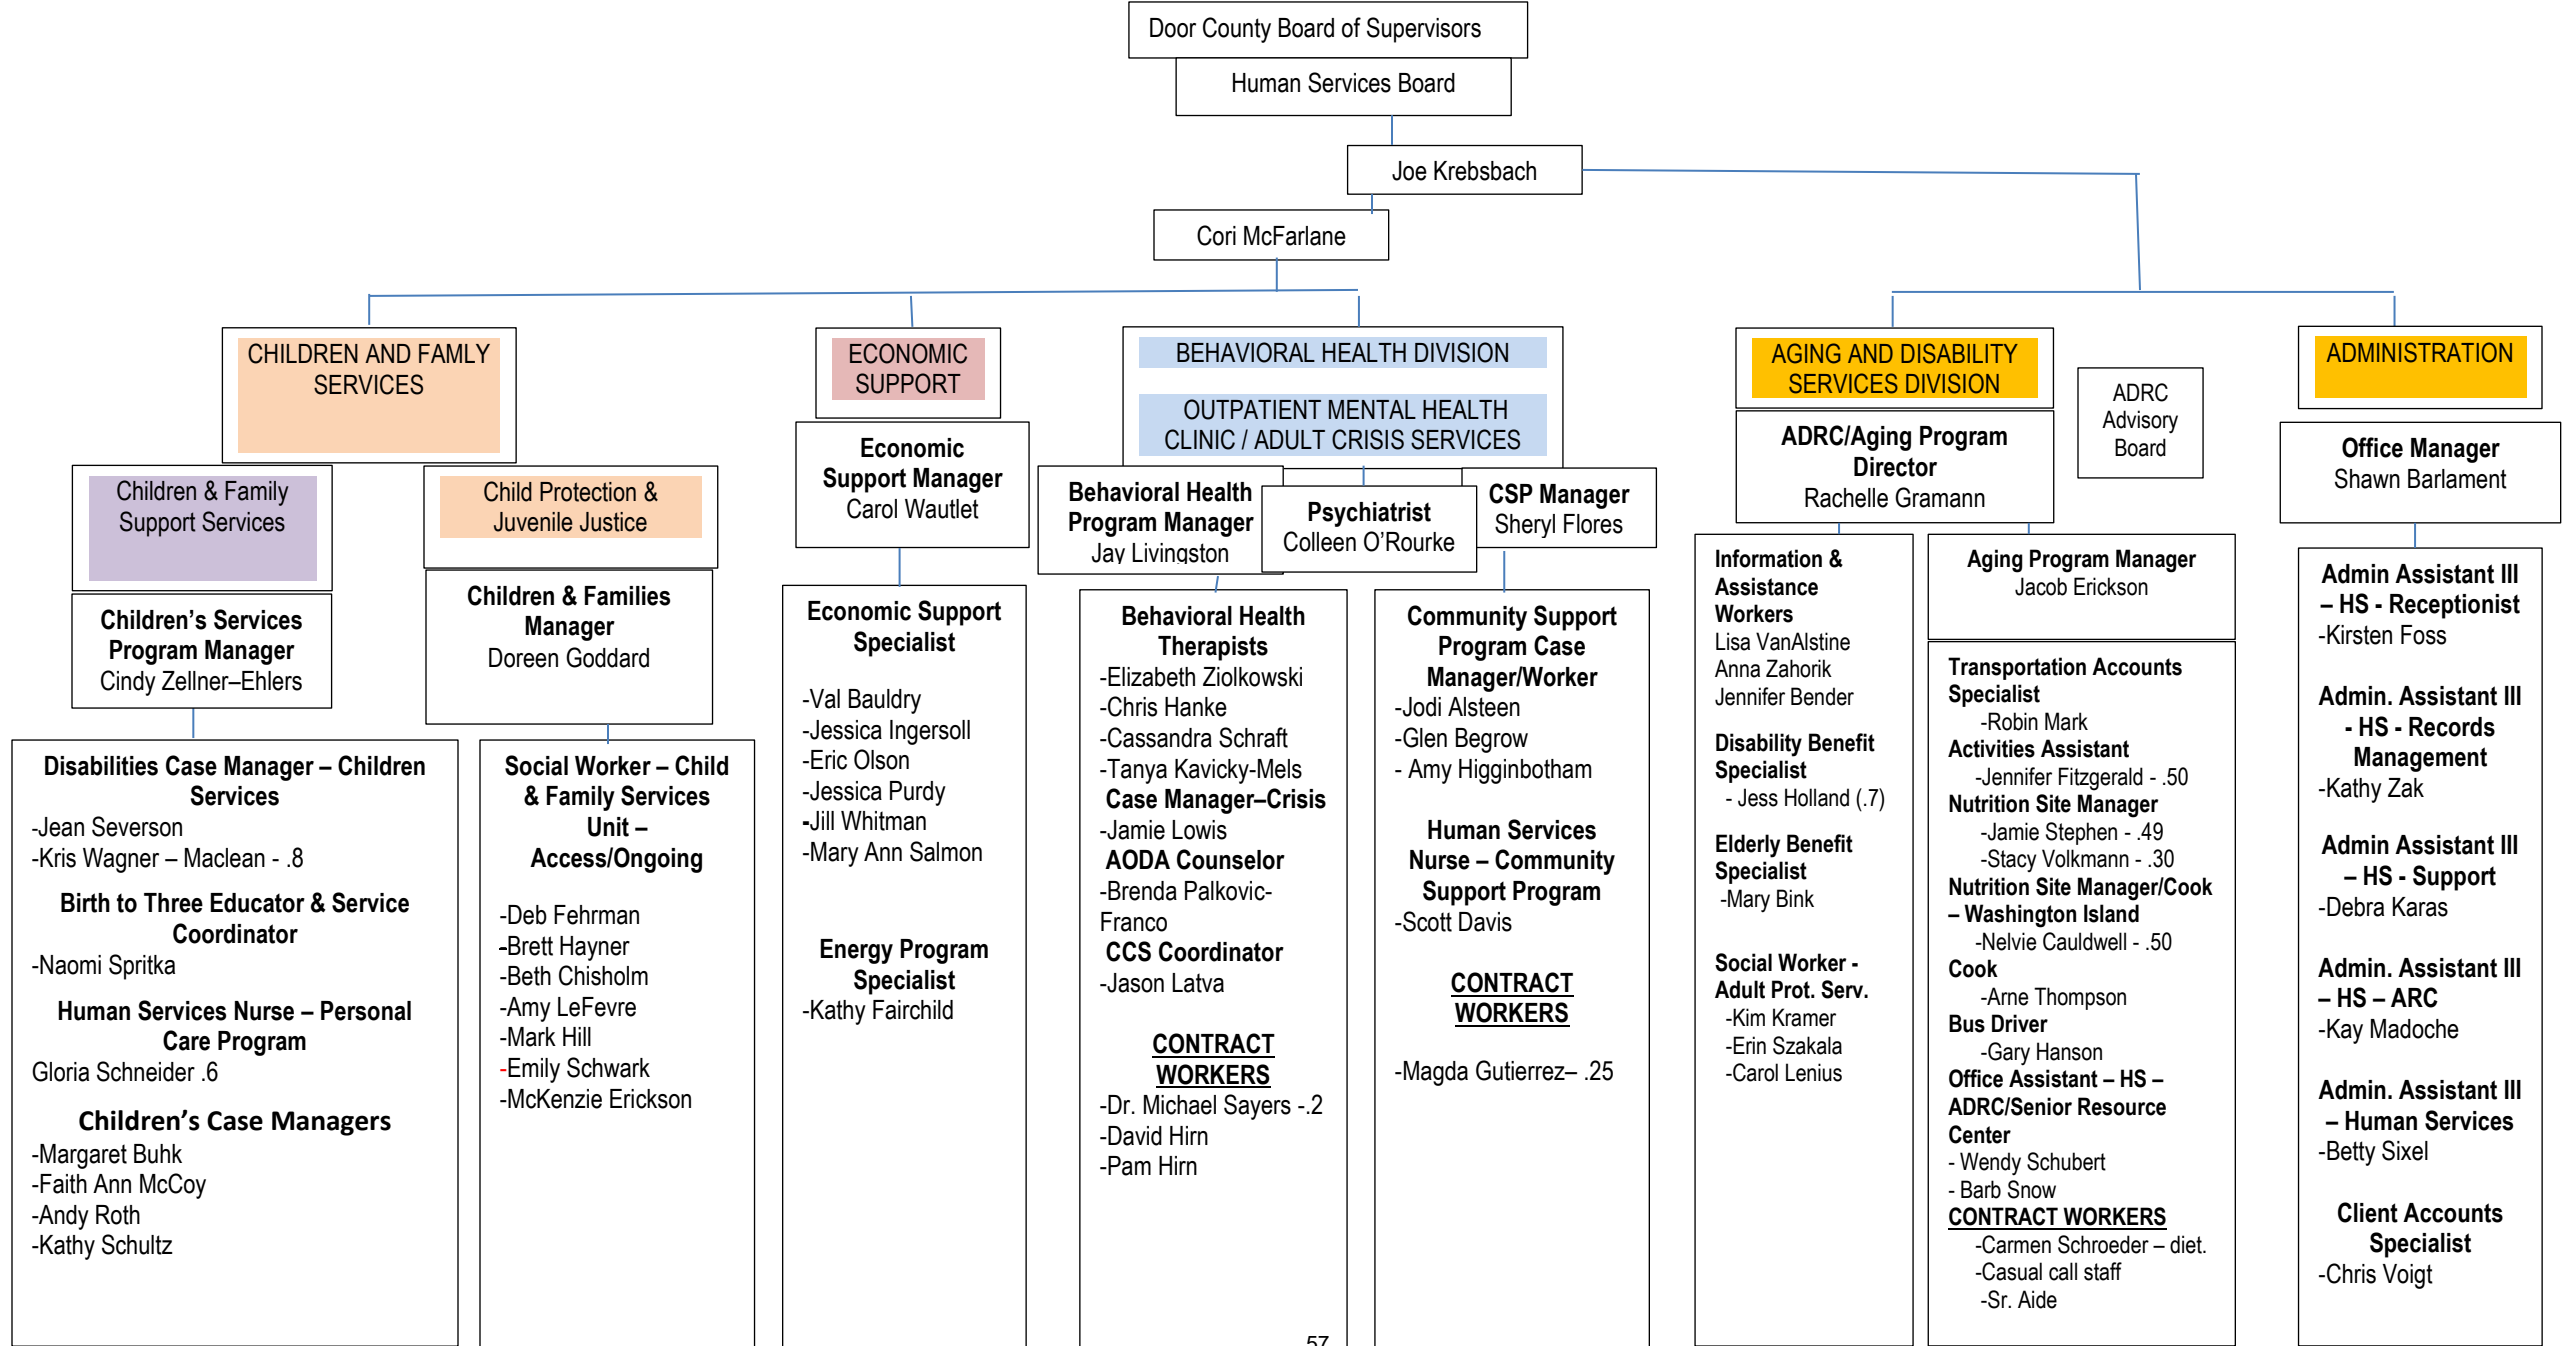 Door County Board of Supervisors
Human Services Board
Joe Krebsbach
Cori McFarlane
CHILDREN AND FAMLY
SERVICES
Children & Family
Support Services
Children’s Services
Program Manager
Cindy Zellner–Ehlers
Disabilities Case Manager – Children
Services
-Jean Severson
-Kris Wagner – Maclean - .8
Birth to Three Educator & Service
Coordinator
-Naomi Spritka
Human Services Nurse – Personal
Care Program
Gloria Schneider .6
Children’s Case Managers
-Margaret Buhk
-Faith Ann McCoy
-Andy Roth
-Kathy Schultz
Child Protection &
Juvenile Justice
Children & Families
Manager
Doreen Goddard
Social Worker – Child
& Family Services
Unit –
Access/Ongoing
-Deb Fehrman
-Brett Hayner
-Beth Chisholm
-Amy LeFevre
-Mark Hill
-Emily Schwark
-McKenzie Erickson
ECONOMIC
SUPPORT
Economic
Support Manager
Carol Wautlet
Economic Support
Specialist
-Val Bauldry
-Jessica Ingersoll
-Eric Olson
-Jessica Purdy
-Jill Whitman
-Mary Ann Salmon
Energy Program
Specialist
-Kathy Fairchild
BEHAVIORAL HEALTH DIVISION
OUTPATIENT MENTAL HEALTH
CLINIC / ADULT CRISIS SERVICES
Behavioral Health
Program Manager
Jay Livingston
Psychiatrist
Colleen O’Rourke
CSP Manager
Sheryl Flores
Behavioral Health
Therapists
-Elizabeth Ziolkowski
-Chris Hanke
-Cassandra Schraft
-Tanya Kavicky-Mels
Case Manager–Crisis
-Jamie Lowis
AODA Counselor
-Brenda Palkovic-
Franco
CCS Coordinator
-Jason Latva
CONTRACT
WORKERS
-Dr. Michael Sayers -.2
-David Hirn
-Pam Hirn
57
Community Support
Program Case
Manager/Worker
-Jodi Alsteen
-Glen Begrow
- Amy Higginbotham
Human Services
Nurse – Community
Support Program
-Scott Davis
CONTRACT
WORKERS
-Magda Gutierrez– .25
AGING AND DISABILITY
SERVICES DIVISION
ADRC/Aging Program
Director
Rachelle Gramann
ADRC
Advisory
Board
Information &
Assistance
Workers
Lisa VanAlstine
Anna Zahorik
Jennifer Bender
Disability Benefit
Specialist
- Jess Holland (.7)
Elderly Benefit
Specialist
-Mary Bink
Social Worker -
Adult Prot. Serv.
-Kim Kramer
-Erin Szakala
-Carol Lenius
Aging Program Manager
Jacob Erickson
Transportation Accounts
Specialist
-Robin Mark
Activities Assistant
-Jennifer Fitzgerald - .50
Nutrition Site Manager
-Jamie Stephen - .49
-Stacy Volkmann - .30
Nutrition Site Manager/Cook
– Washington Island
-Nelvie Cauldwell - .50
Cook
-Arne Thompson
Bus Driver
-Gary Hanson
Office Assistant – HS –
ADRC/Senior Resource
Center
- Wendy Schubert
- Barb Snow
CONTRACT WORKERS
-Carmen Schroeder – diet.
-Casual call staff
-Sr. Aide
ADMINISTRATION
Office Manager
Shawn Barlament
Admin Assistant III
– HS - Receptionist
-Kirsten Foss
Admin. Assistant III
- HS - Records
Management
-Kathy Zak
Admin Assistant III
– HS - Support
-Debra Karas
Admin. Assistant III
– HS – ARC
-Kay Madoche
Admin. Assistant III
– Human Services
-Betty Sixel
Client Accounts
Specialist
-Chris Voigt